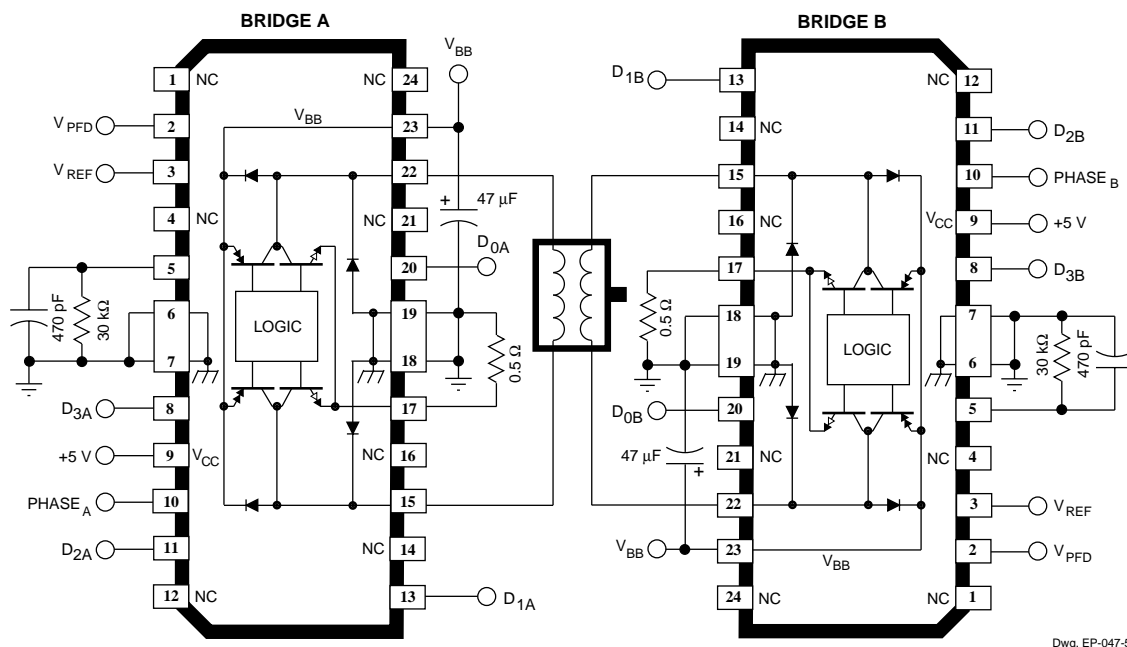 BRIDGE A
BRIDGE B
V BB
1 NC
NC 24
V PFD 2
V BB
23
V REF 3
22
4 NC
NC 21
+ 47 µF
5
20 D 0A
470 pF
30 kΩ
6
LOGIC
19
7
18
0.5 Ω
D 3A 8
17
+5 V 9 V CC
NC 16
PHASE A 10
15
D 2A 11
NC 14
12 NC
13 D 1A
D 1B 13
NC 12
14 NC
11 D 2B
15
10 PHASE B
16 NC
V CC 9 +5 V
17
8 D 3B
0.5 Ω
18
LOGIC
7
19
6
30 kΩ
470 pF
D 0B 20
5
21 NC
NC 4
47 µF +
22
3 V REF
V BB 23
V BB
2 V PFD
24 NC
NC 1
Dwg. EP-047-5